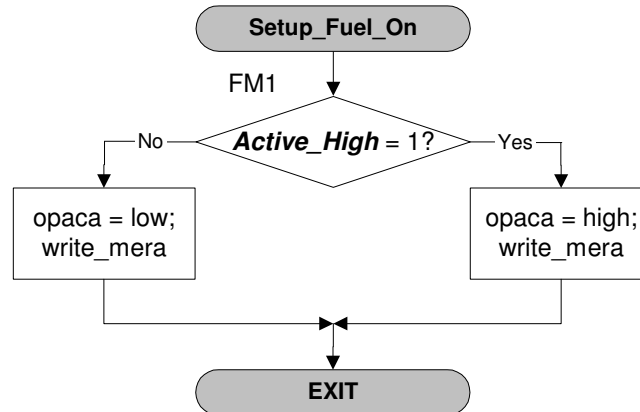 Setup_Fuel_On
FM1
Active_High = 1?
No
Yes
opaca = low;
write_mera
opaca = high;
write_mera
EXIT